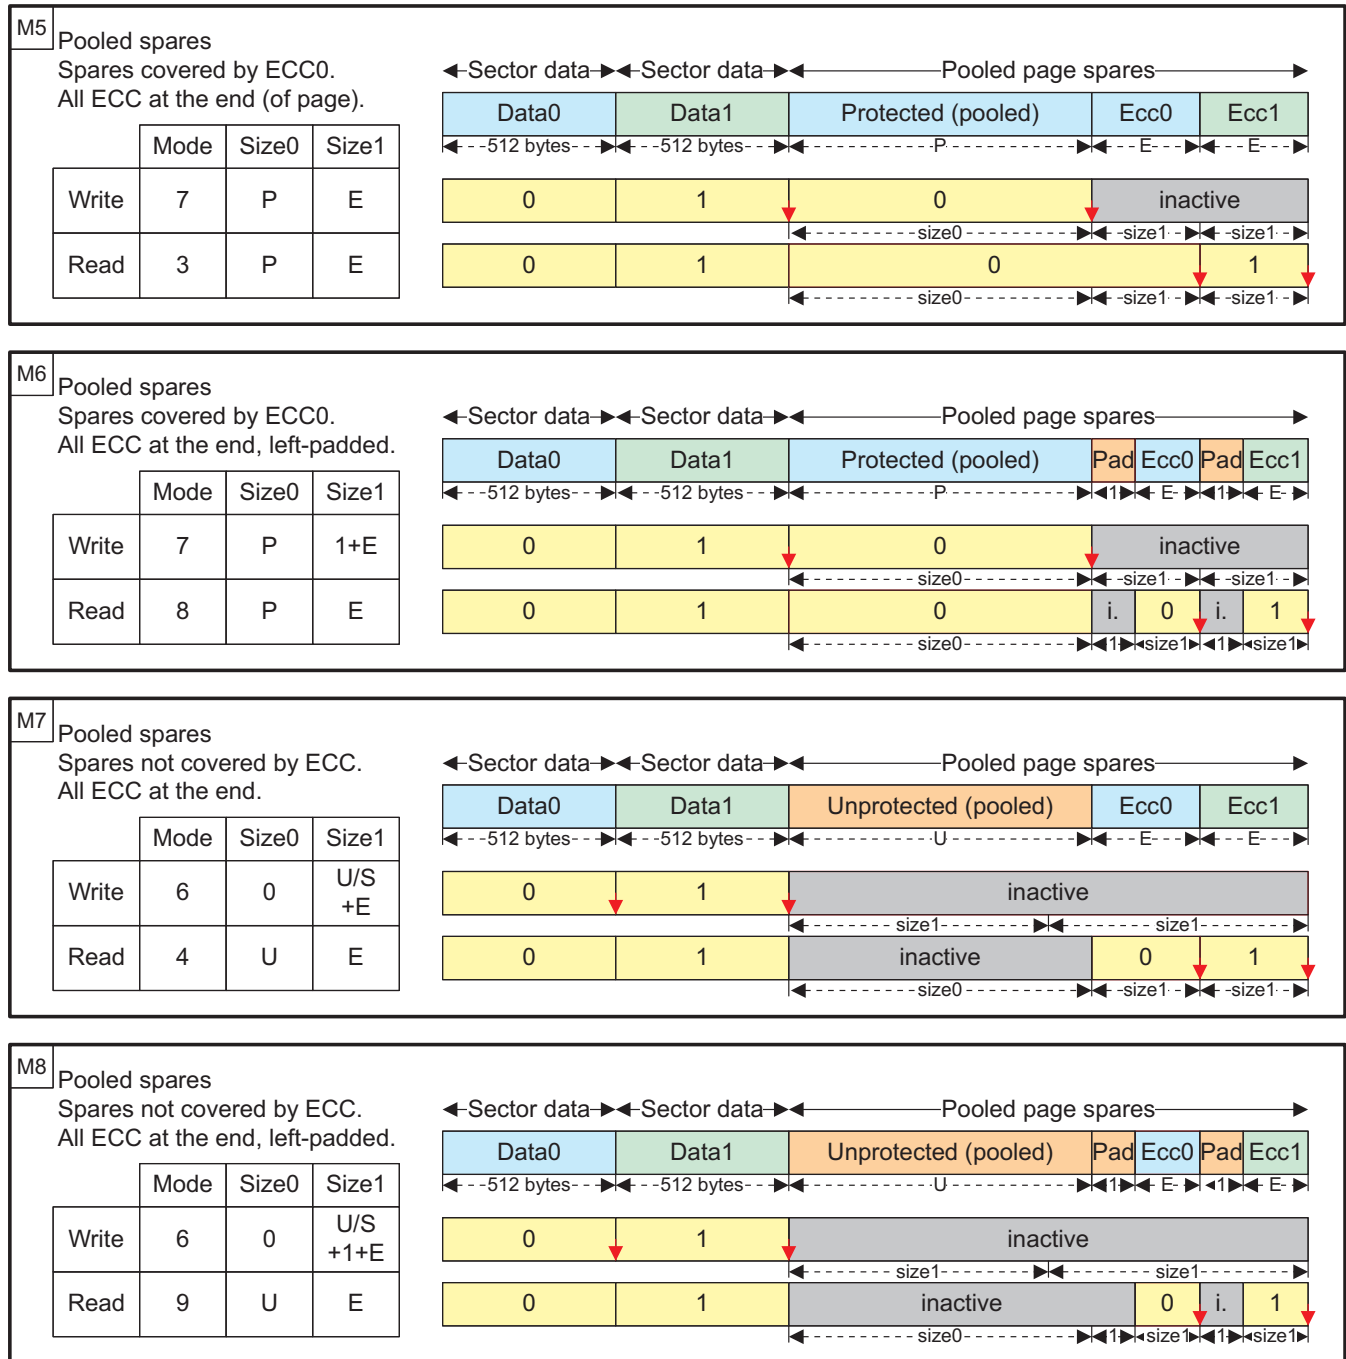 M5
Pooled spares
Spares covered by ECC0.
All ECC at the end (of page).
Mode Size0 Size1
Write 7 P E
Read 3 P E
Sector data Sector data Pooled page spares
Data0 Data1 Protected (pooled) Ecc0 Ecc1
512 bytes 512 bytes P E E
0 1 0 inactive
size0 size1 size1
0 1 0 1
size0 size1 size1
M6
Pooled spares
Spares covered by ECC0.
All ECC at the end, left-padded.
Mode Size0 Size1
Write 7 P 1+E
Read 8 P E
Sector data Sector data Pooled page spares
Data0 Data1 Protected (pooled) Pad Ecc0 Pad Ecc1
512 bytes 512 bytes P 1 E 1 E
0 1 0 inactive
size0 size1 size1
0 1 0 i. 0 i. 1
size0 1 size1 1 size1
M7
Pooled spares
Spares not covered by ECC.
All ECC at the end.
Mode Size0 Size1
Write 6 0 U/S
+E
Read 4 U E
Sector data Sector data Pooled page spares
Data0 Data1 Unprotected (pooled) Ecc0 Ecc1
512 bytes 512 bytes U E E
0 1 inactive
size1 size1
0 1 inactive 0 1
size0 size1 size1
M8
Pooled spares
Spares not covered by ECC.
All ECC at the end, left-padded.
Mode Size0 Size1
Write 6 0 U/S
+1+E
Read 9 U E
Sector data Sector data Pooled page spares
Data0 Data1 Unprotected (pooled) Pad Ecc0 Pad Ecc1
512 bytes 512 bytes U 1 E 1 E
0 1 inactive
size1 size1
0 1 inactive 0 i. 1
size0 1 size1 1 size1